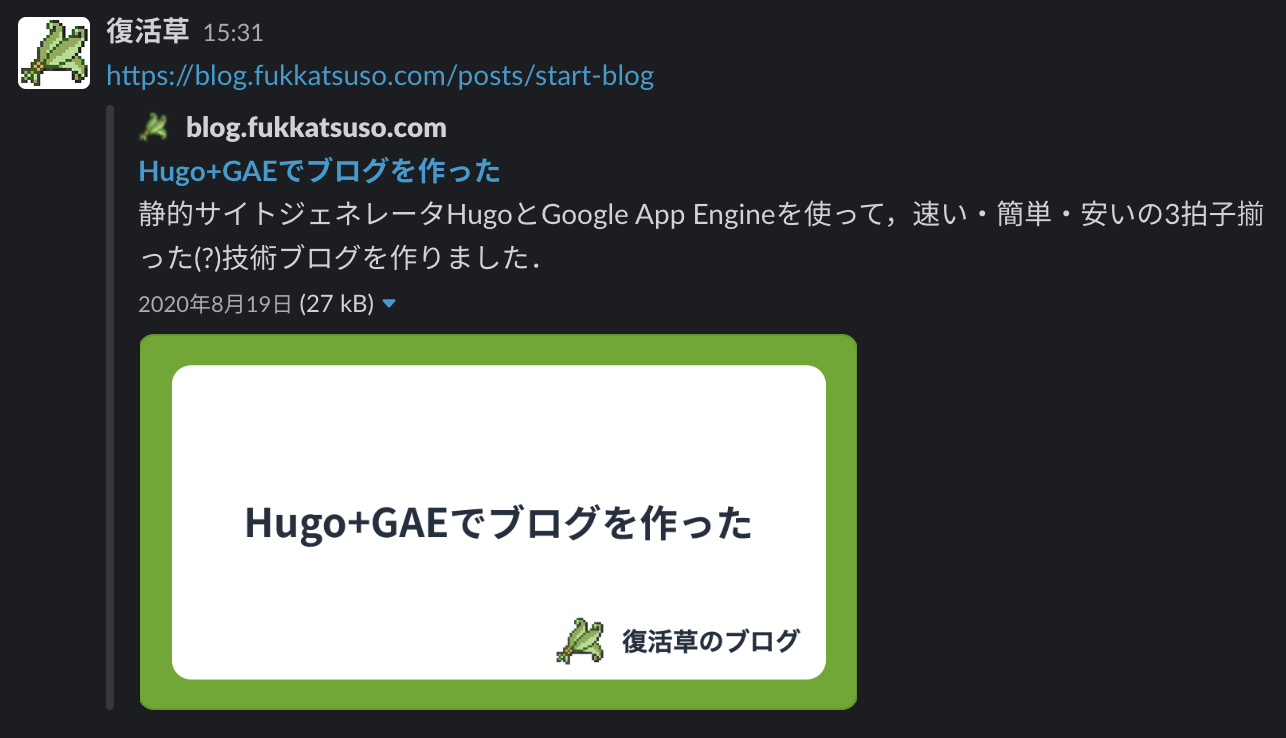 復活草 15:31
https://blog.fukkatsuso.com/posts/start-blog
blog.fukkatsuso.com
Hugo+GAEでブログを作った
静的サイトジェネレータHugoとGoogle App Engineを使って，速い・簡単・安いの3拍子揃
った(?)技術ブログを作りました．
2020年8月19日 (27 kB)
Hugo+GAEでブログを作った
復活草のブログ